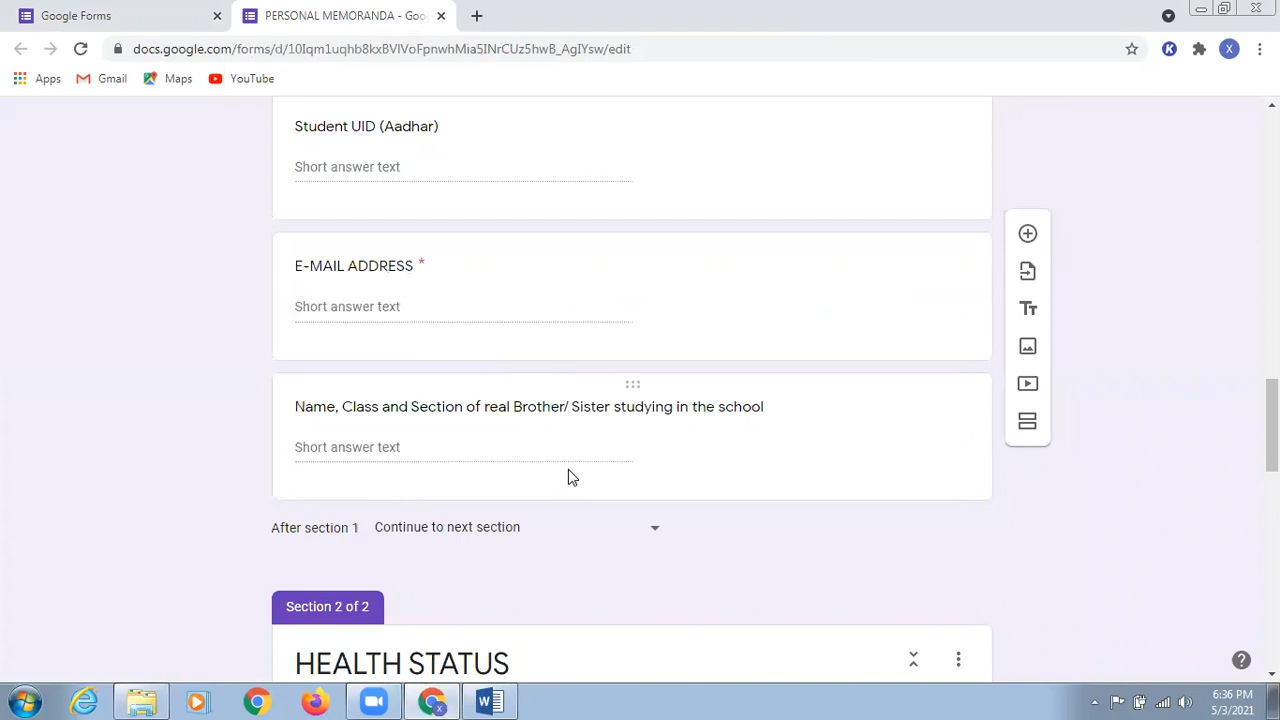 Google Forms
PERSONAL MEMORANDA - Goo
docs.google.com/forms/d/10Iqm1uqhb8kxBVlVoFpnwhMia5INrCUz5hwB_AgIYsw/edit
K
X
Apps
Gmail
Maps
YouTube
Student UID (Aadhar)
Short answer text
E-MAIL ADDRESS *
Short answer text
Name, Class and Section of real Brother/ Sister studying in the school
Short answer text
Tт
After section 1 Continue to next section
Section 2 of 2
HEALTH STATUS
6:36 PM
5/3/2021